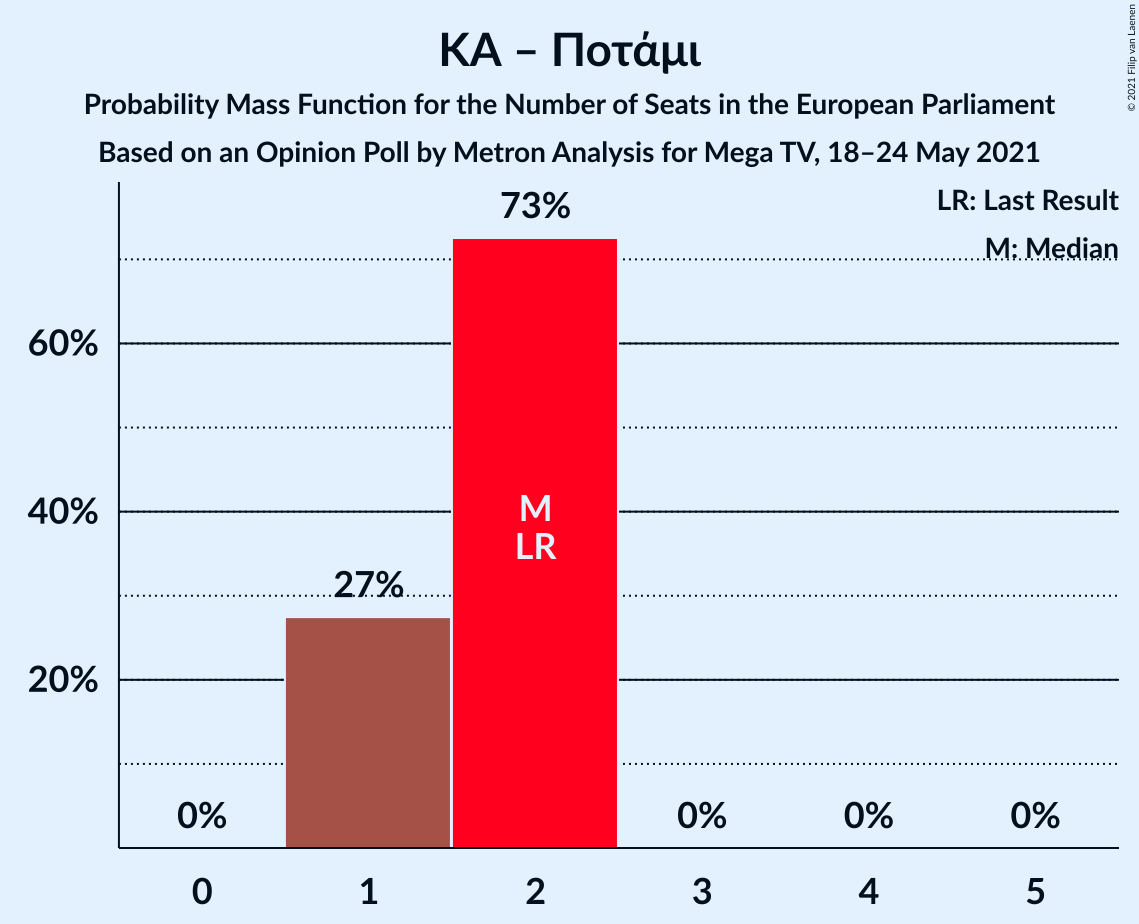 ΚΑ – Ποτάμι
Probability Mass Function for the Number of Seats in the European Parliament
Based on an Opinion Poll by Metron Analysis for Mega TV, 18–24 May 2021
© 2021 Filip van Laenen
LR: Last Result
M: Median
73%
60%
40%
20%
M
LR
27%
0%
0%
0%
0%
0
1
2
3
4
5